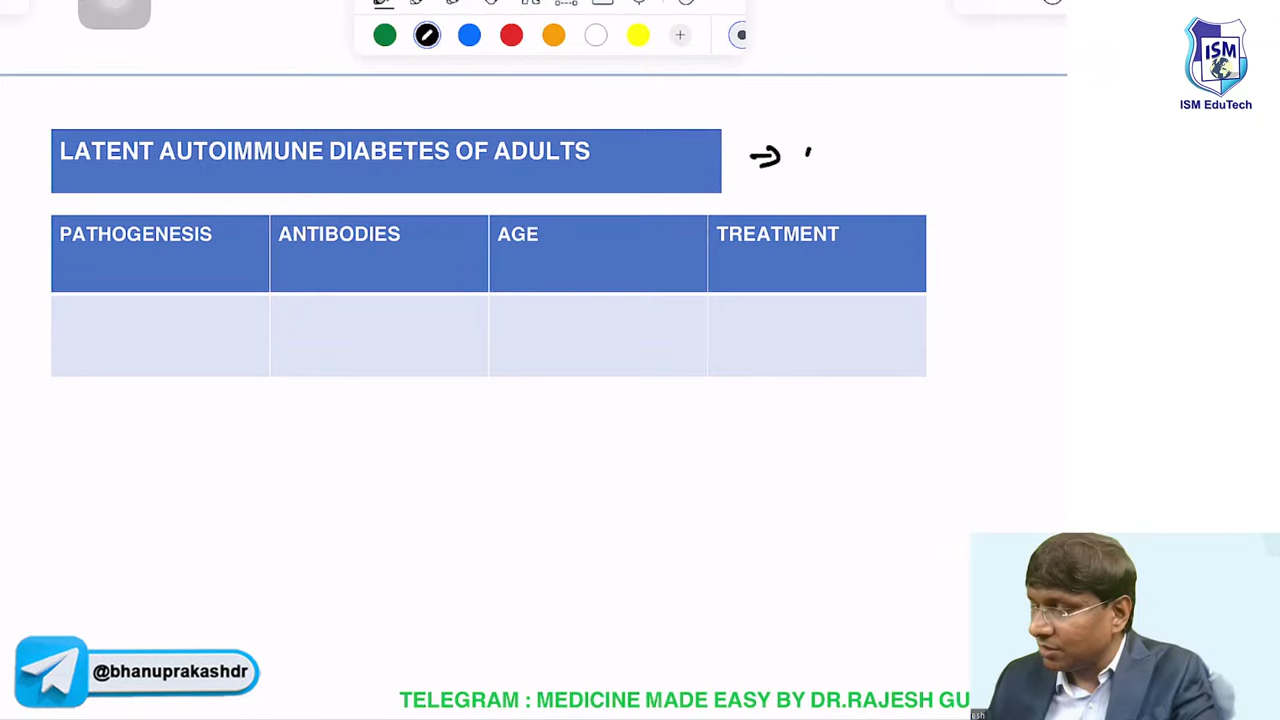 ISM
ISM EduTech
LATENT AUTOIMMUNE DIABETES OF ADULTS
PATHOGENESIS ANTIBODIES AGE TREATMENT
@bhanuprakashdr
TELEGRAM : MEDICINE MADE EASY BY DR.RAJESH GU
esh